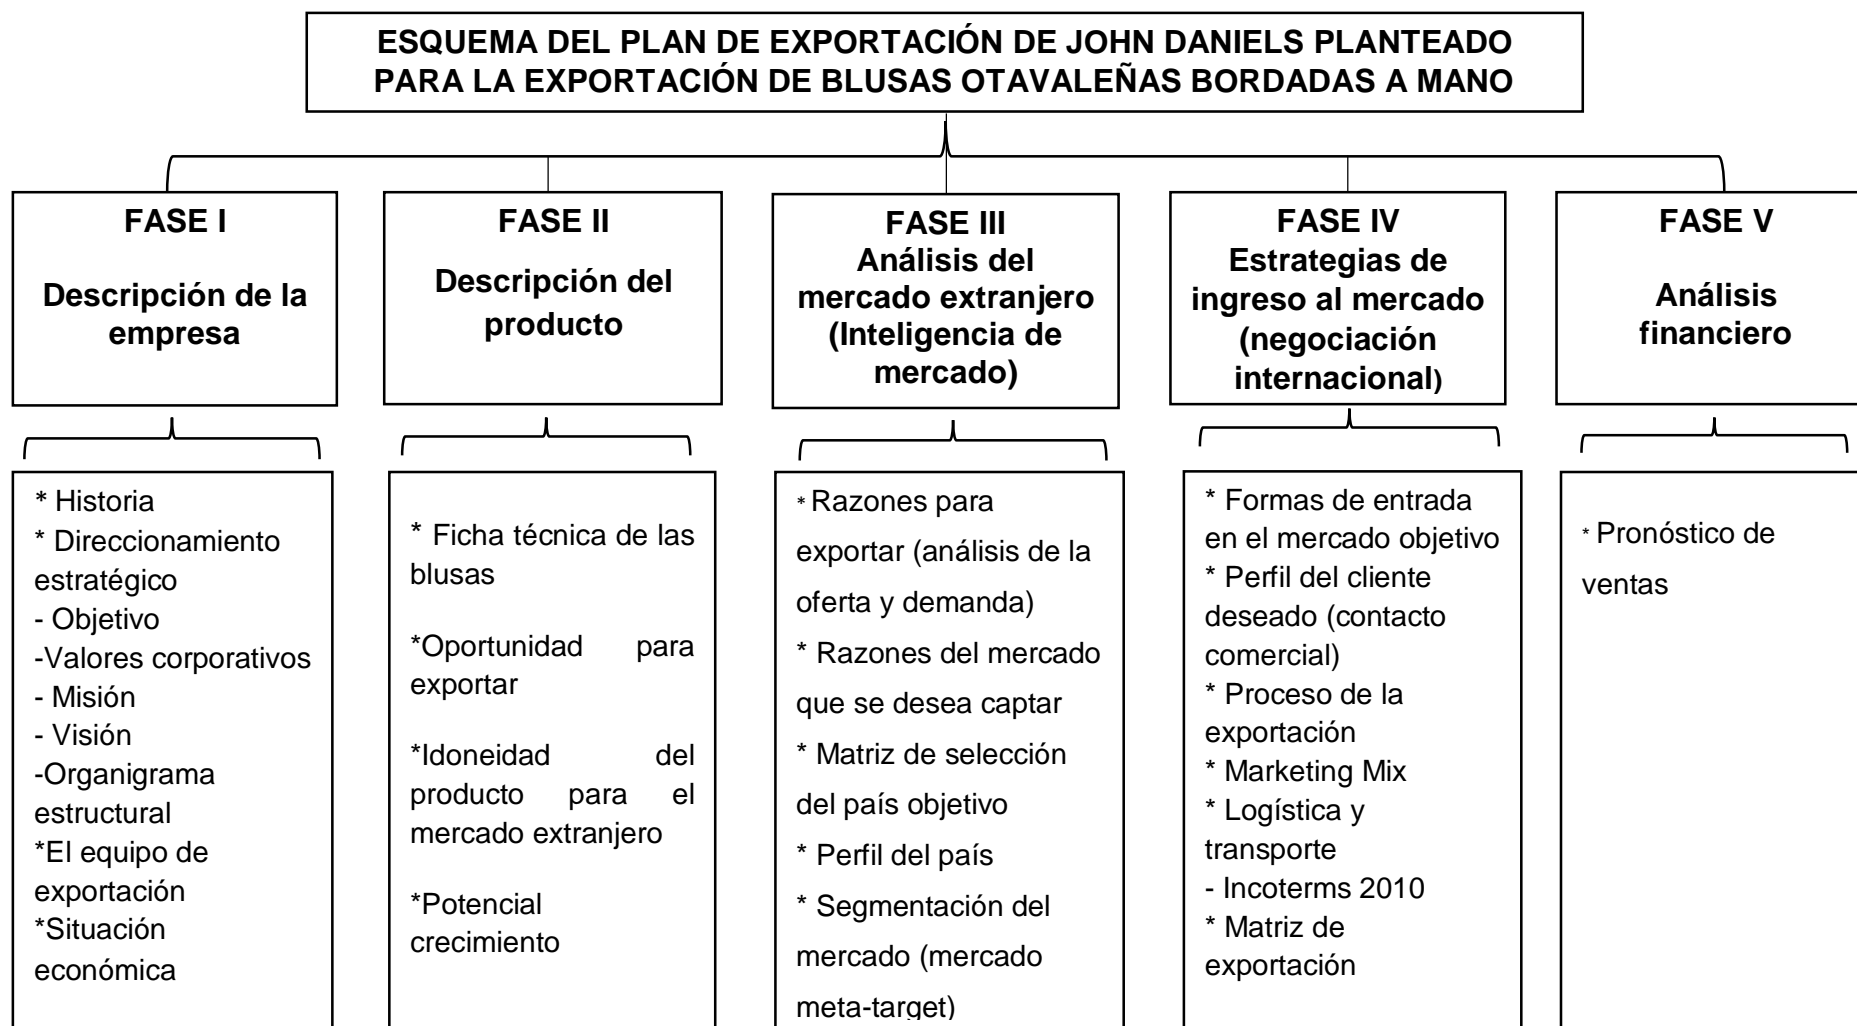 ESQUEMA DEL PLAN DE EXPORTACIÓN DE JOHN DANIELS PLANTEADO
PARA LA EXPORTACIÓN DE BLUSAS OTAVALEÑAS BORDADAS A MANO
FASE I
Descripción de la
empresa
FASE II
Descripción del
producto
FASE III
Análisis del
mercado extranjero
(Inteligencia de
mercado)
FASE IV
Estrategias de
ingreso al mercado
(negociación
internacional)
FASE V
Análisis
financiero
* Historia
* Direccionamiento
estratégico
- Objetivo
-Valores corporativos
- Misión
- Visión
-Organigrama
estructural
*El equipo de
exportación
*Situación
económica
* Ficha técnica de las
blusas
*Oportunidad para
exportar
*Idoneidad del
producto para el
mercado extranjero
*Potencial
crecimiento
* Razones para
exportar (análisis de la
oferta y demanda)
* Razones del mercado
que se desea captar
* Matriz de selección
del país objetivo
* Perfil del país
* Segmentación del
mercado (mercado
meta-target)
* Formas de entrada
en el mercado objetivo
* Perfil del cliente
deseado (contacto
comercial)
* Proceso de la
exportación
* Marketing Mix
* Logística y
transporte
- Incoterms 2010
* Matriz de
exportación
* Pronóstico de
ventas